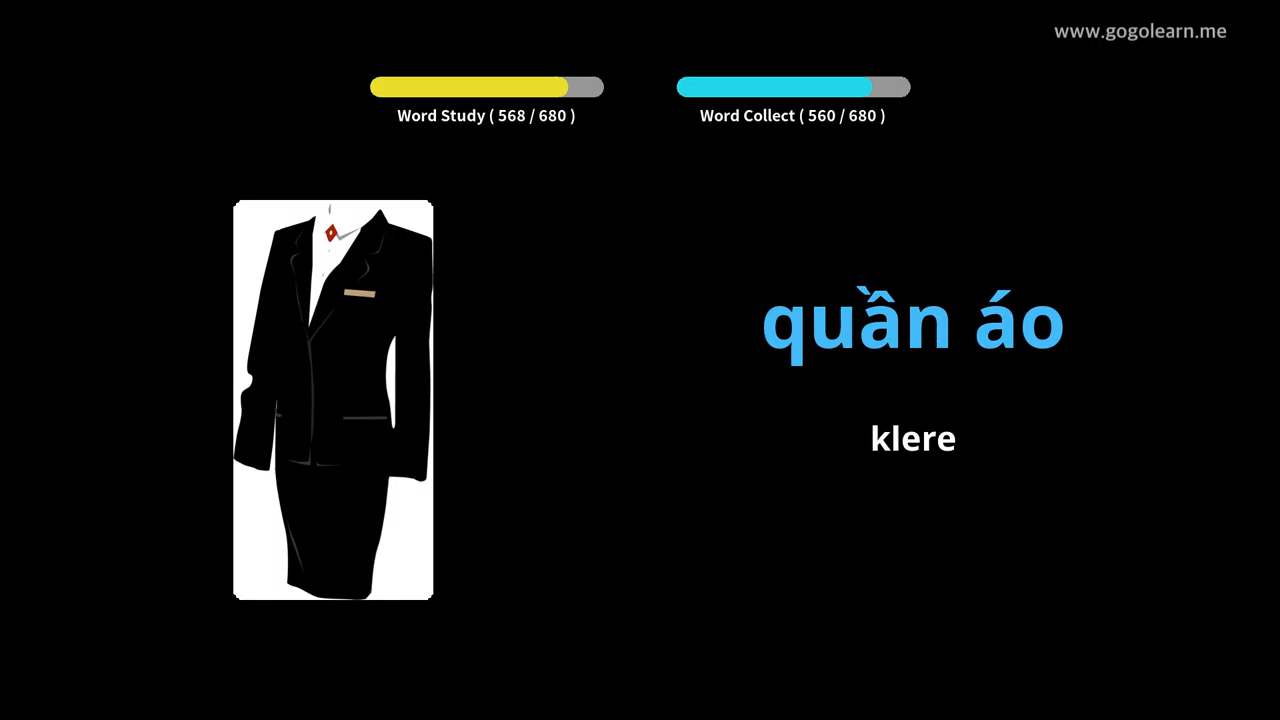 www.gogolearn.me
Word Study ( 568 / 680 )
Word Collect ( 560 / 680 )
quần áo
klere